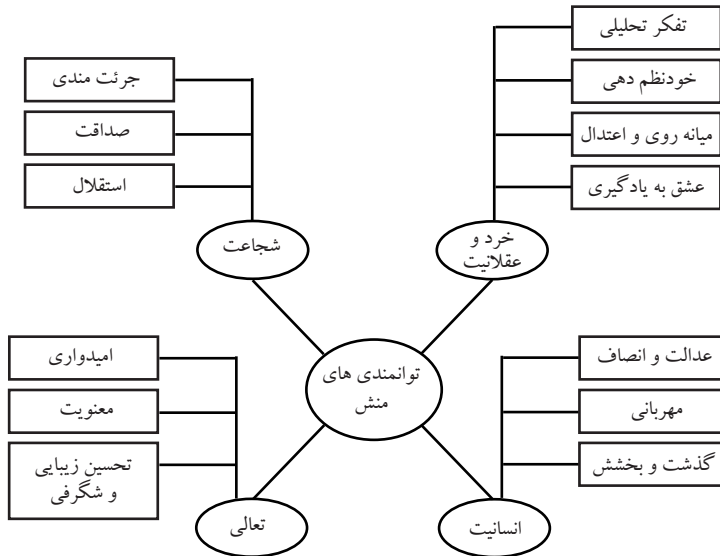 تفکر تحلیلی
خودنظم دهی
میانه روی و اعتدال
عشق به یادگیری
خرد و
عقلانیت
جرئت مندی
صداقت
استقلال
شجاعت
توانمندی های
منش
عدالت و انصاف
مهربانی
گذشت و بخشش
انسانیت
امیدواری
معنویت
تحسین زیبایی
و شگرفی
تعالی